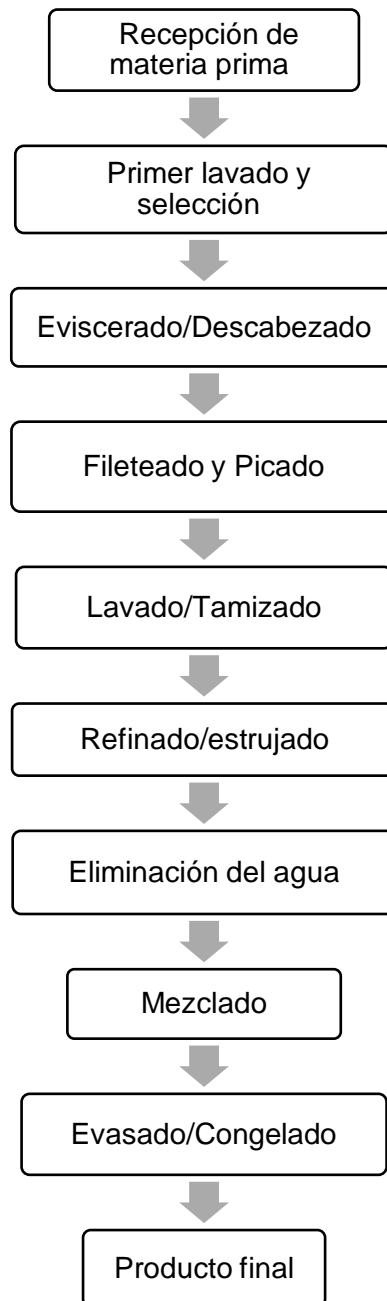 Recepción de
materia prima
Primer lavado y
selección
Eviscerado/Descabezado
Fileteado y Picado
Lavado/Tamizado
Refinado/estrujado
Eliminación del agua
Mezclado
Evasado/Congelado
Producto final